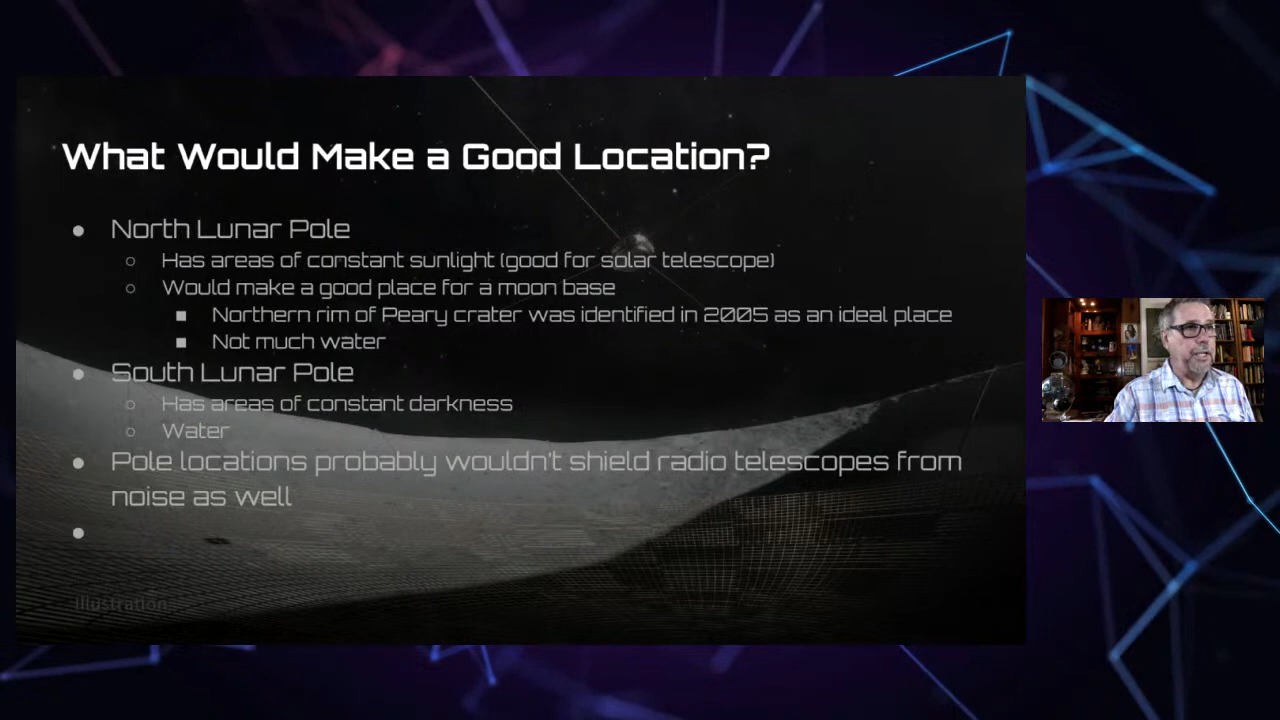 What Would Make a Good Location?
● North Lunar Pole
○ Has areas of constant sunlight (good for solar telescope)
○ Would make a good place for a moon base
■ Northern rim of Peary crater was identified in 2005 as an ideal place
■ Not much water
● South Lunar Pole
○ Has areas of constant darkness
○ Water
● Pole locations probably wouldn't shield radio telescopes from
noise as well
●
Illustrations